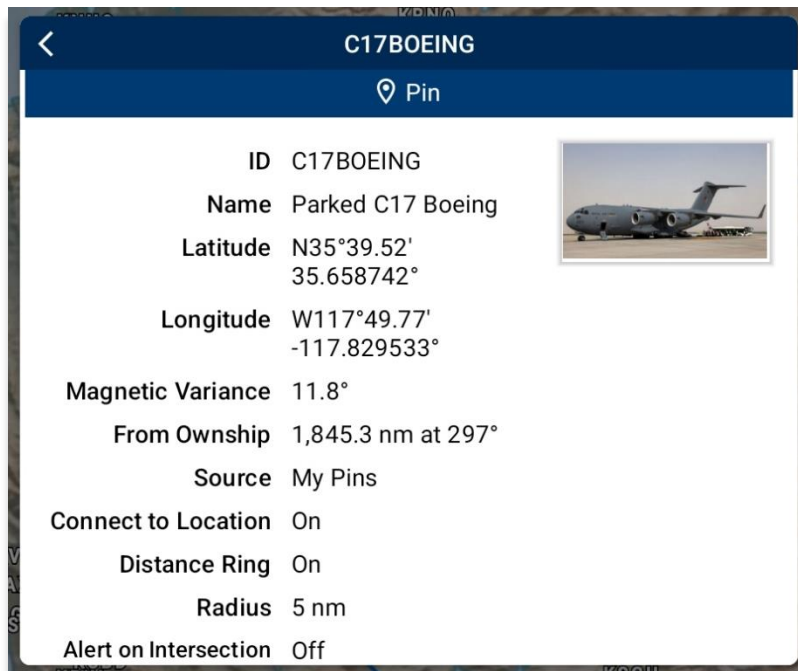 KPNO
C17BOEING
Pin
ID C17BOEING
Name Parked C17 Boeing
Latitude N35°39.52'
35.658742°
Longitude W117°49.77'
-117.829533°
Magnetic Variance 11.8°
From Ownship 1,845.3 nm at 297°
Source My Pins
Connect to Location On
Distance Ring On
Radius 5 nm
Alert on Intersection Off